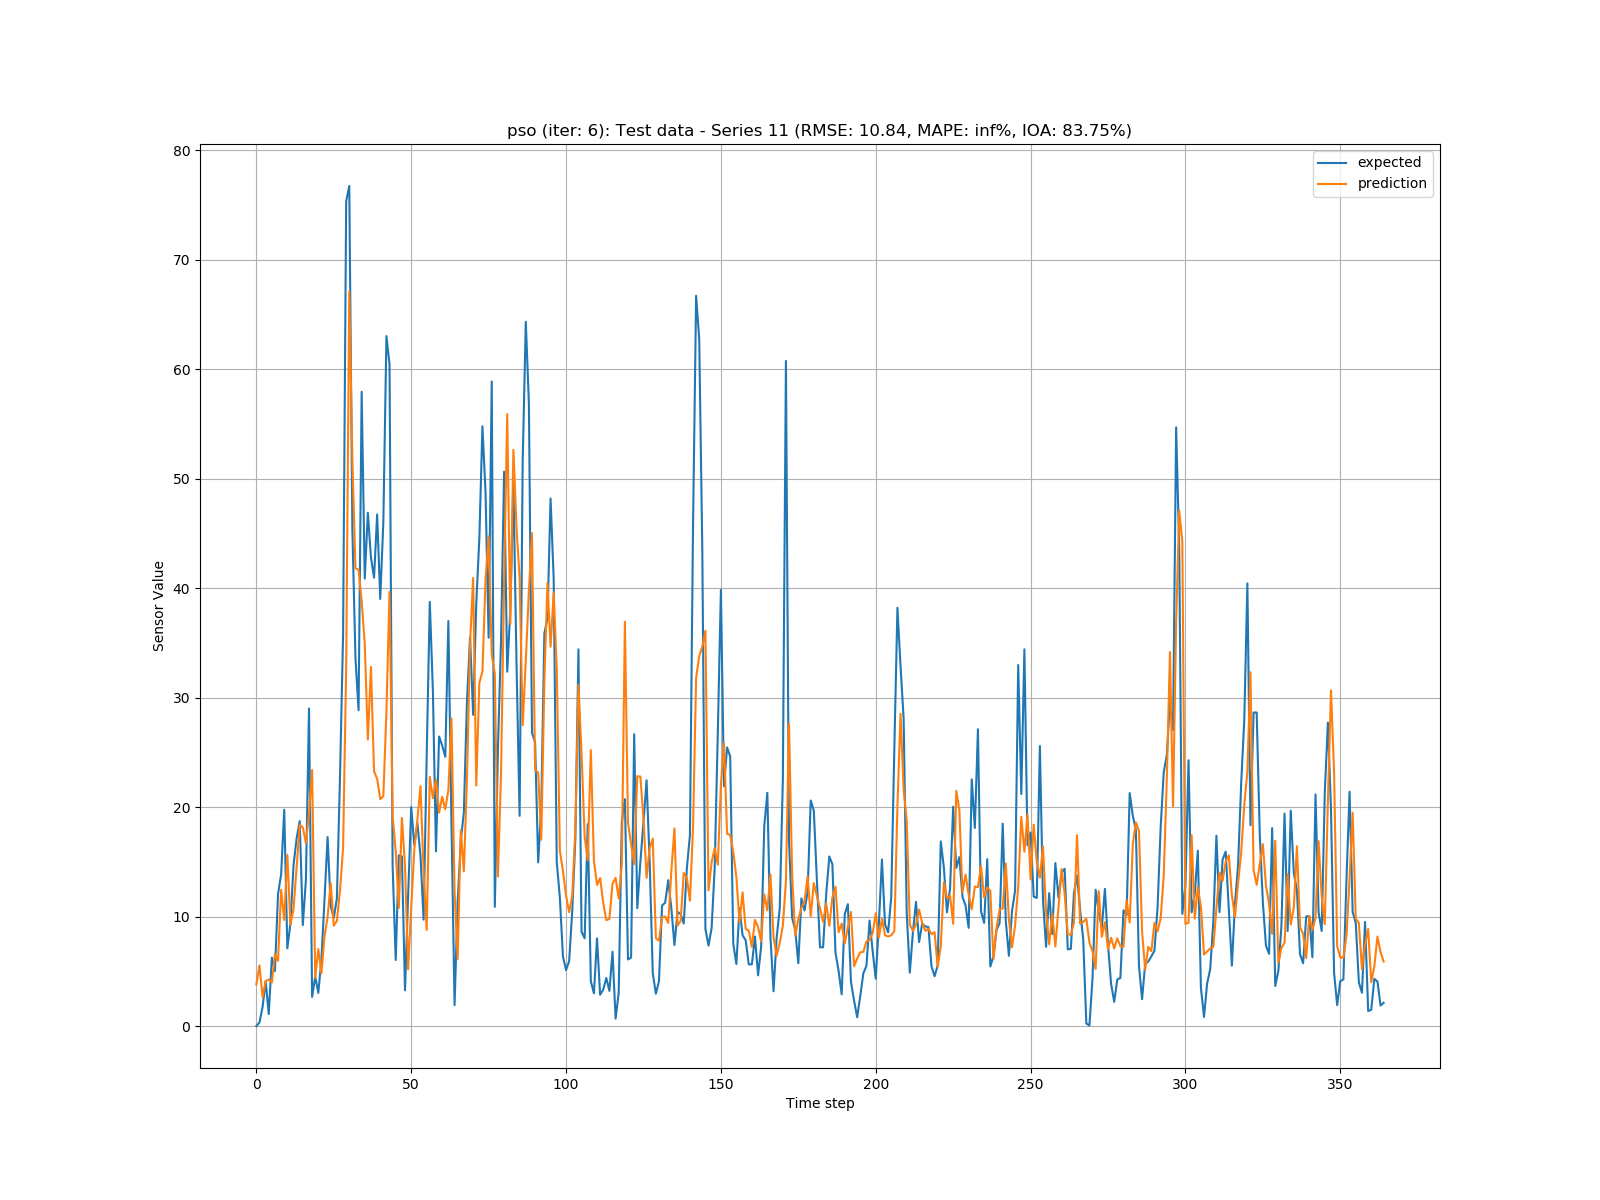 pso (iter: 6): Test data - Series 11 (RMSE: 10.84, MAPE: inf%, IOA: 83.75%)
expected
prediction
80
70
60
50
40
30
20
10
0
Sensor Value
0 50 100 150 200 250 300 350
Time step